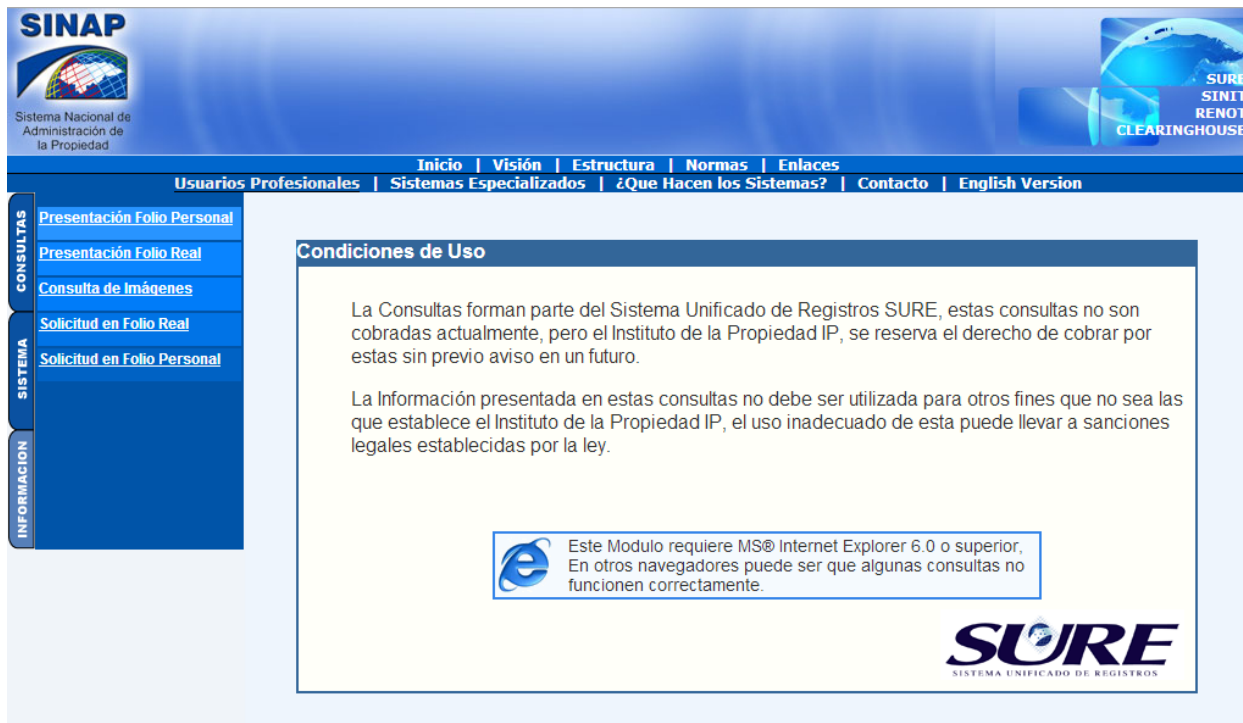 SINAP
Sistema Nacional de
Administración de
la Propiedad
SURE
SINIT
RENOT
CLEARINGHOUSE
Inicio | Visión | Estructura | Normas | Enlaces
Usuarios Profesionales | Sistemas Especializados | ¿Que Hacen los Sistemas? | Contacto | English Version
CONSULTAS
SISTEMA
INFORMACION
Presentación Folio Personal
Presentación Folio Real
Consulta de Imágenes
Solicitud en Folio Real
Solicitud en Folio Personal
Condiciones de Uso
La Consultas forman parte del Sistema Unificado de Registros SURE, estas consultas no son
cobradas actualmente, pero el Instituto de la Propiedad IP, se reserva el derecho de cobrar por
estas sin previo aviso en un futuro.
La Información presentada en estas consultas no debe ser utilizada para otros fines que no sea las
que establece el Instituto de la Propiedad IP, el uso inadecuado de esta puede llevar a sanciones
legales establecidas por la ley.
Este Modulo requiere MS® Internet Explorer 6.0 o superior,
En otros navegadores puede ser que algunas consultas no
funcionen correctamente.
SURE
SISTEMA UNIFICADO DE REGISTROS